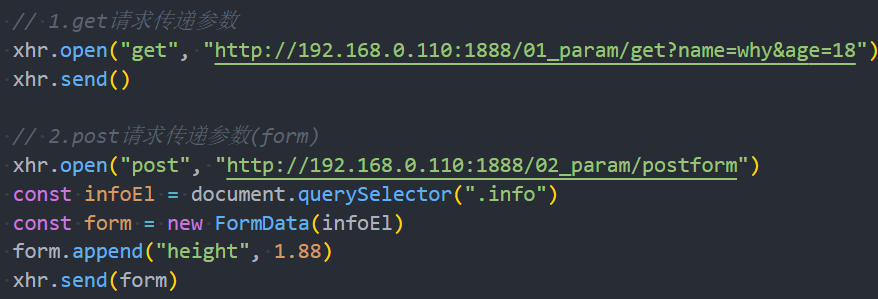 // 1.get请求传递参数
xhr.open("get", "http://192.168.0.110:1888/01_param/get?name=why&age=18")
xhr.send()
// 2.post请求传递参数(form)
xhr.open("post", "http://192.168.0.110:1888/02_param/postform")
const infoEl = document.querySelector(".info")
const form = new FormData(infoEl)
form.append("height", 1.88)
xhr.send(form)